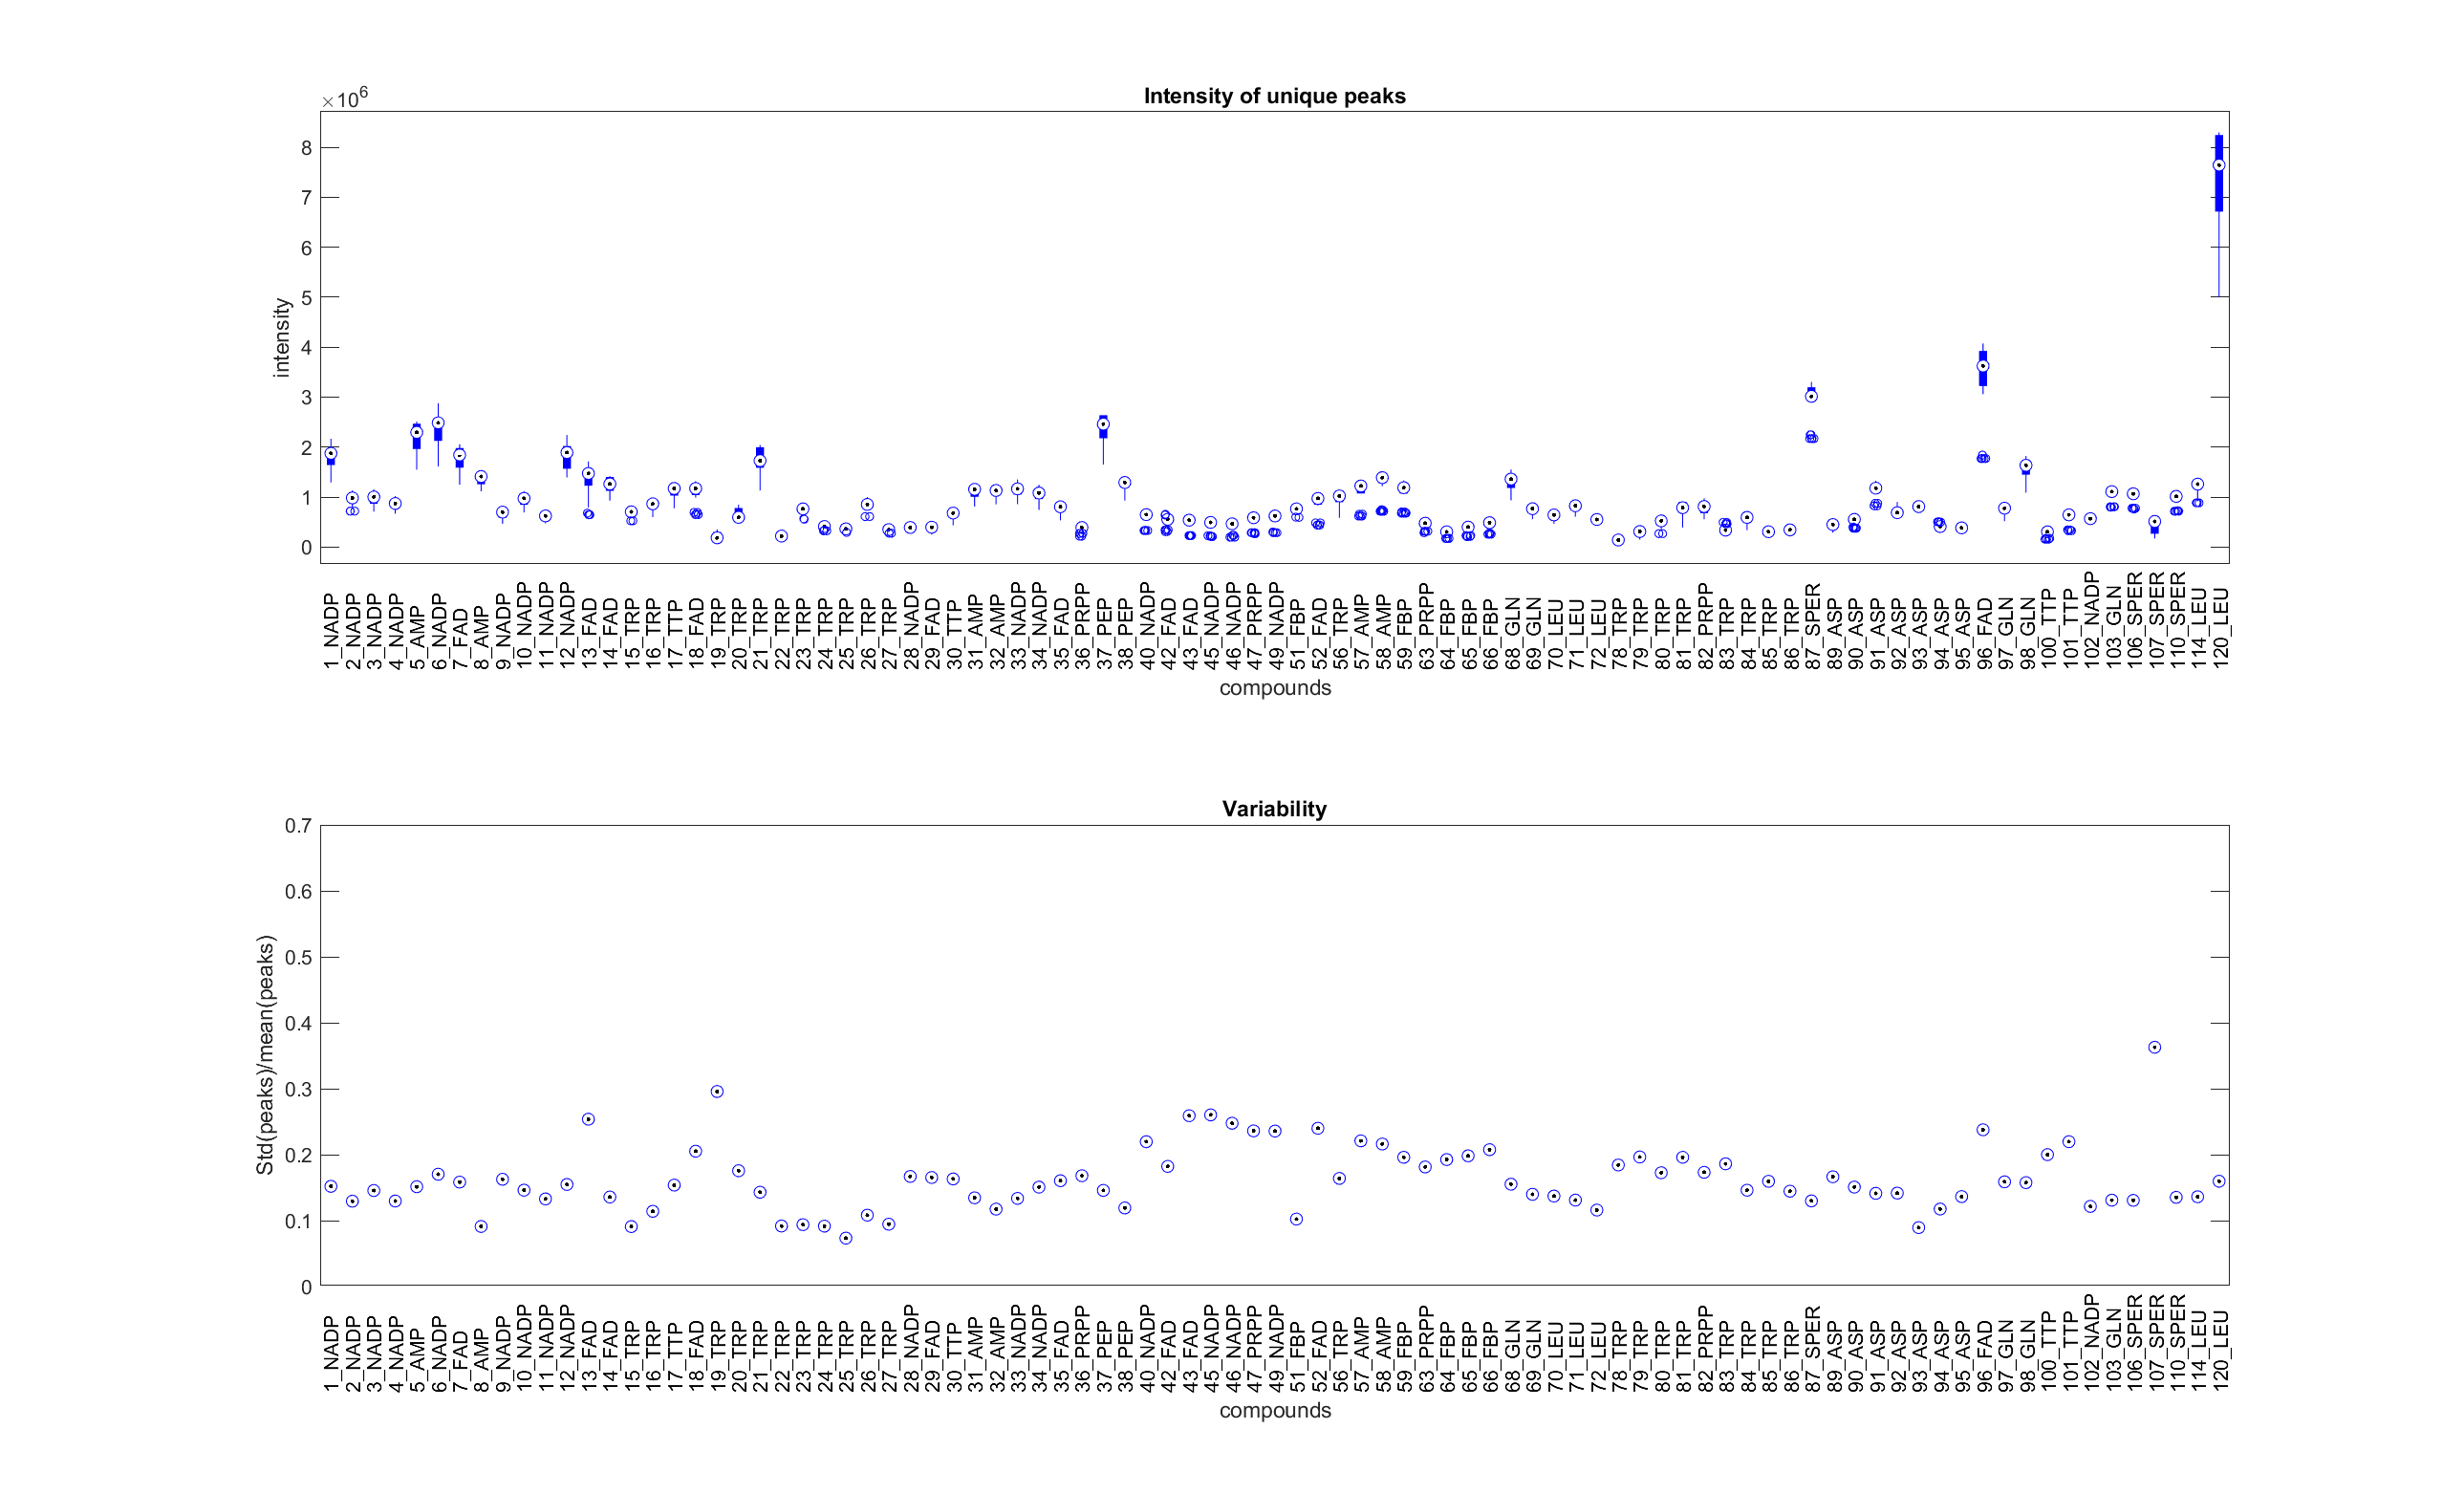 ×10⁶
Intensity of unique peaks
8
7
6
5
4
3
2
1
0
intensity
1_NADP
2_NADP
3_NADP
4_NADP
5_AMP
6_NADP
7_FAD
8_AMP
9_NADP
10_NADP
11_NADP
12_NADP
13_FAD
14_FAD
15_TRP
16_TRP
17_TTP
18_FAD
19_TRP
20_TRP
21_TRP
22_TRP
23_TRP
24_TRP
25_TRP
26_TRP
27_TRP
28_NADP
29_FAD
30_TTP
31_AMP
32_AMP
33_NADP
34_NADP
35_FAD
36_PRPP
37_PEP
38_PEP
40_NADP
42_FAD
43_FAD
45_NADP
46_NADP
47_PRPP
49_NADP
51_FBP
52_FAD
56_TRP
57_AMP
58_AMP
59_FBP
63_PRPP
64_FBP
65_FBP
66_FBP
68_GLN
69_GLN
70_LEU
71_LEU
72_LEU
78_TRP
79_TRP
80_TRP
81_TRP
82_PRPP
83_TRP
84_TRP
85_TRP
86_TRP
87_SPER
89_ASP
90_ASP
91_ASP
92_ASP
93_ASP
94_ASP
95_ASP
96_FAD
97_GLN
98_GLN
100_TTP
101_TTP
102_NADP
103_GLN
106_SPER
107_SPER
110_SPER
114_LEU
120_LEU
compounds
Variability
0.7
0.6
0.5
0.4
0.3
0.2
0.1
0
Std(peaks)/mean(peaks)
1_NADP
2_NADP
3_NADP
4_NADP
5_AMP
6_NADP
7_FAD
8_AMP
9_NADP
10_NADP
11_NADP
12_NADP
13_FAD
14_FAD
15_TRP
16_TRP
17_TTP
18_FAD
19_TRP
20_TRP
21_TRP
22_TRP
23_TRP
24_TRP
25_TRP
26_TRP
27_TRP
28_NADP
29_FAD
30_TTP
31_AMP
32_AMP
33_NADP
34_NADP
35_FAD
36_PRPP
37_PEP
38_PEP
40_NADP
42_FAD
43_FAD
45_NADP
46_NADP
47_PRPP
49_NADP
51_FBP
52_FAD
56_TRP
57_AMP
58_AMP
59_FBP
63_PRPP
64_FBP
65_FBP
66_FBP
68_GLN
69_GLN
70_LEU
71_LEU
72_LEU
78_TRP
79_TRP
80_TRP
81_TRP
82_PRPP
83_TRP
84_TRP
85_TRP
86_TRP
87_SPER
89_ASP
90_ASP
91_ASP
92_ASP
93_ASP
94_ASP
95_ASP
96_FAD
97_GLN
98_GLN
100_TTP
101_TTP
102_NADP
103_GLN
106_SPER
107_SPER
110_SPER
114_LEU
120_LEU
compounds